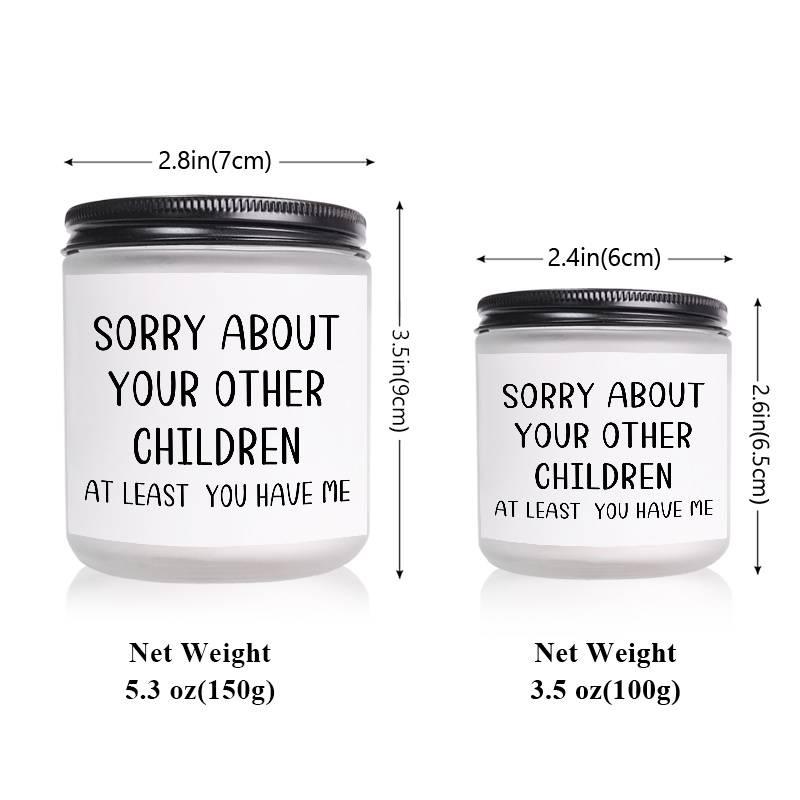 2.8in(7cm)
SORRY ABOUT
YOUR OTHER
CHILDREN
AT LEAST YOU HAVE ME
3.5in(9cm)
Net Weight
5.3 oz(150g)
2.4in(6cm)
SORRY ABOUT
YOUR OTHER
CHILDREN
AT LEAST YOU HAVE ME
2.6in(6.5cm)
Net Weight
3.5 oz(100g)